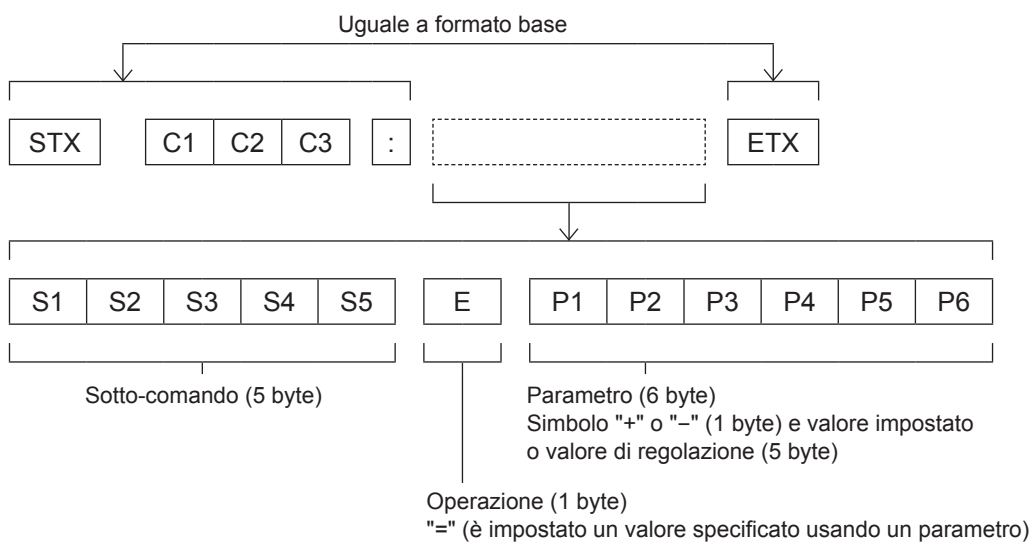 Uguale a formato base
STX C1 C2 C3 : ETX
S1 S2 S3 S4 S5 E P1 P2 P3 P4 P5 P6
Sotto-comando (5 byte)
Parametro (6 byte)
Simbolo "+" o "−" (1 byte) e valore impostato
o valore di regolazione (5 byte)
Operazione (1 byte)
"=" (è impostato un valore specificato usando un parametro)